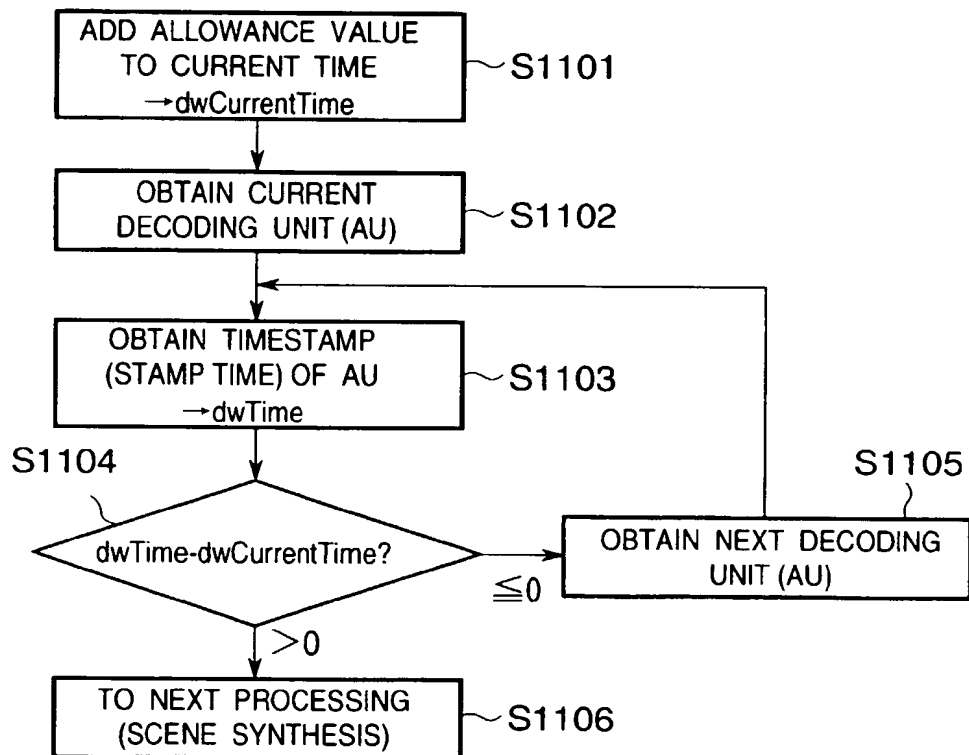 ADD ALLOWANCE VALUE
TO CURRENT TIME
→dwCurrentTime
S1101
OBTAIN CURRENT
DECODING UNIT (AU)
S1102
OBTAIN TIMESTAMP
(STAMP TIME) OF AU
→dwTime
S1103
S1104
dwTime-dwCurrentTime?
≦0
>0
S1105
OBTAIN NEXT DECODING
UNIT (AU)
TO NEXT PROCESSING
(SCENE SYNTHESIS)
S1106